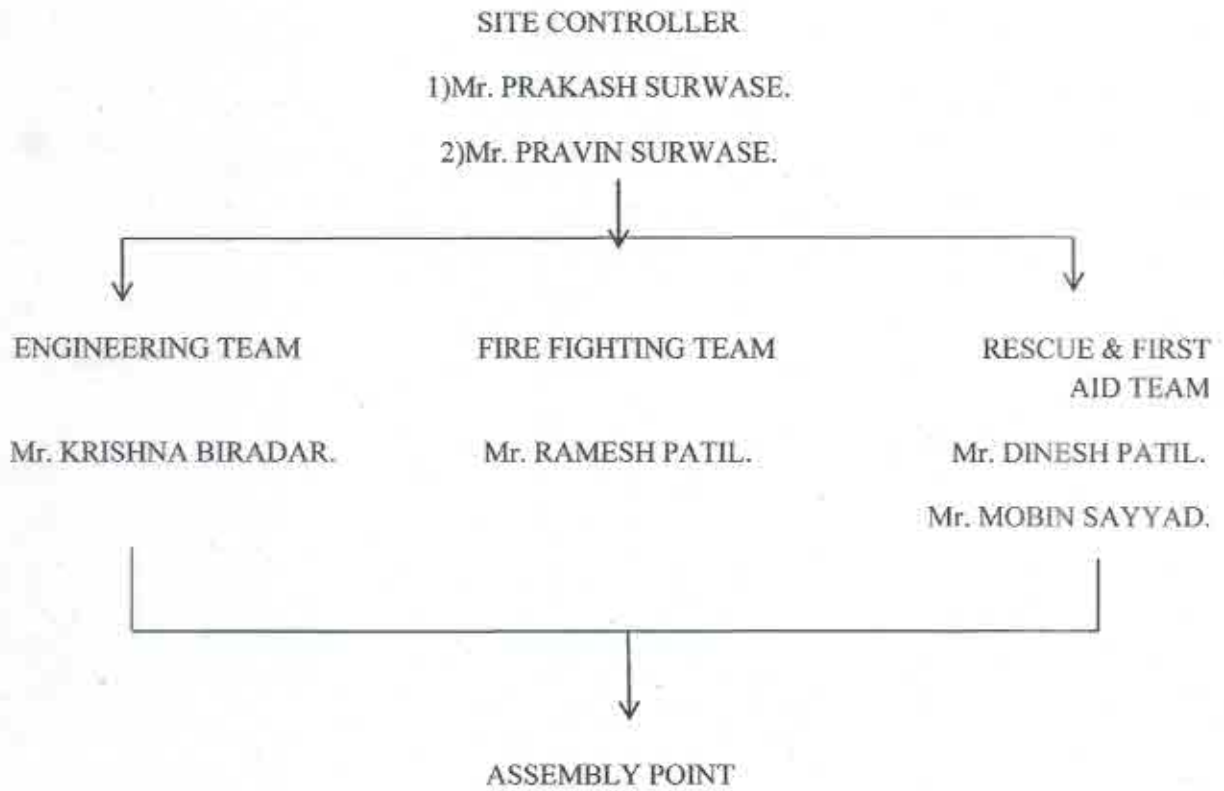 SITE CONTROLLER
1)Mr. PRAKASH SURWASE.
2)Mr. PRAVIN SURWASE.
ENGINEERING TEAM
Mr. KRISHNA BIRADAR.
FIRE FIGHTING TEAM
Mr. RAMESH PATIL.
RESCUE & FIRST
AID TEAM
Mr. DINESH PATIL.
Mr. MOBIN SAYYAD.
ASSEMBLY POINT